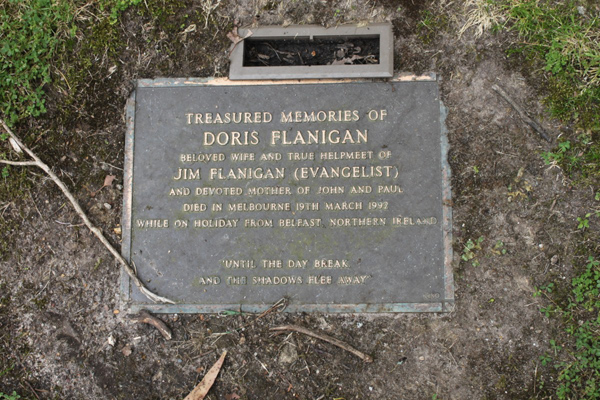 TREASURED MEMORIES OF
DORIS FLANIGAN
BELOVED WIFE AND TRUE HELPMEET OF
JIM FLANIGAN (EVANGELIST)
AND DEVOTED MOTHER OF JOHN AND PAUL
DIED IN MELBOURNE 19TH MARCH 1992
WHILE ON HOLIDAY FROM BELFAST, NORTHERN IRELAND
"UNTIL THE DAY BREAK
AND THE SHADOWS FLEE AWAY"